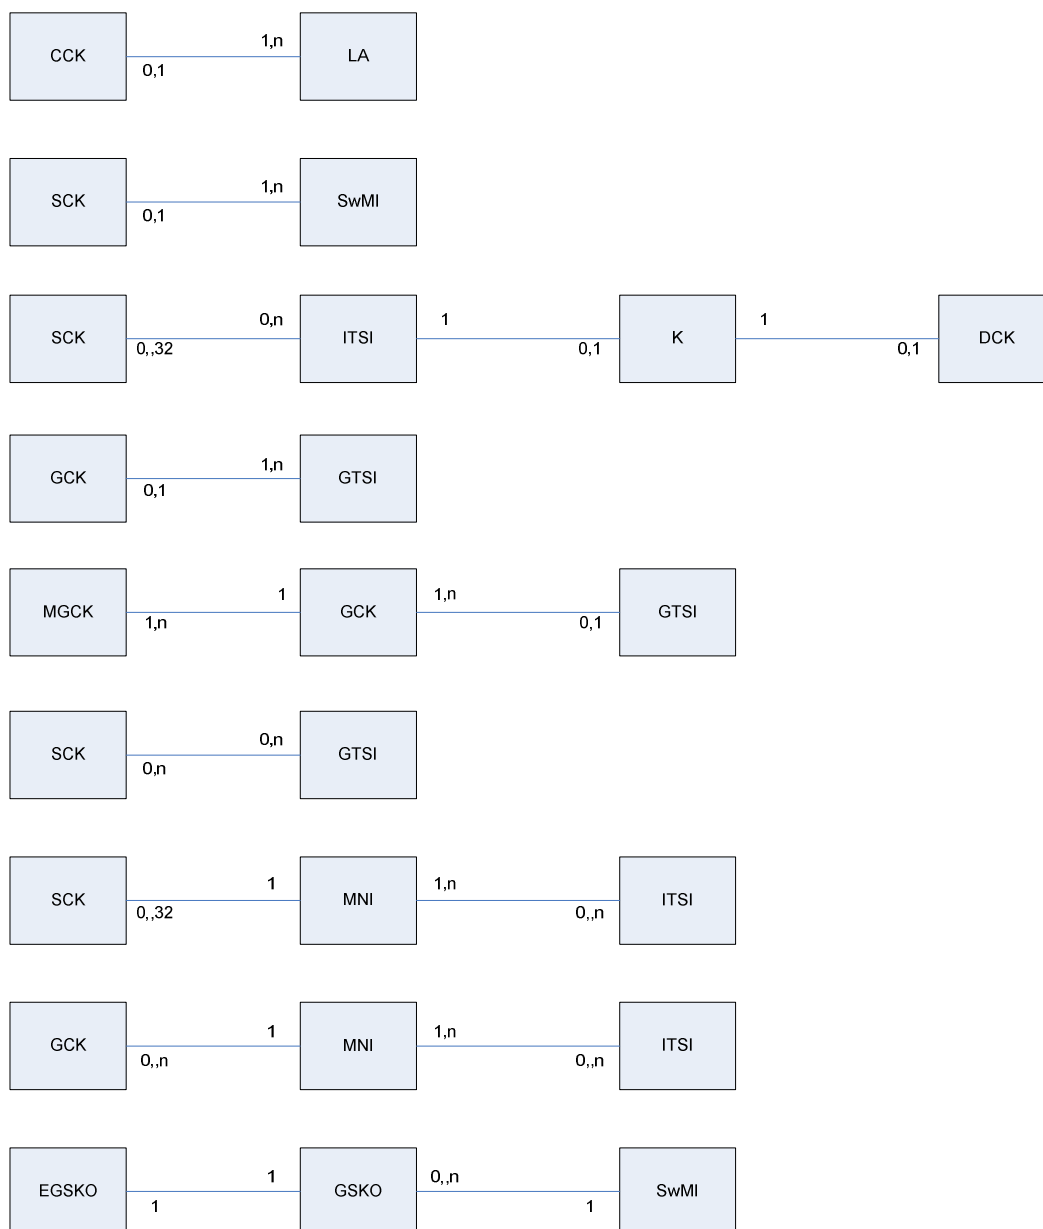 CCK 0,1 1,n LA
SCK 0,1 1,n SwMI
SCK 0,,32 0,n ITSI 1 0,1 K 1 0,1 DCK
GCK 0,1 1,n GTSI
MGCK 1,n 1 GCK 1,n 0,1 GTSI
SCK 0,n 0,n GTSI
SCK 0,,32 1 MNI 1,n 0,,n ITSI
GCK 0,,n 1 MNI 1,n 0,,n ITSI
EGSKO 1 1 GSKO 0,,n 1 SwMI